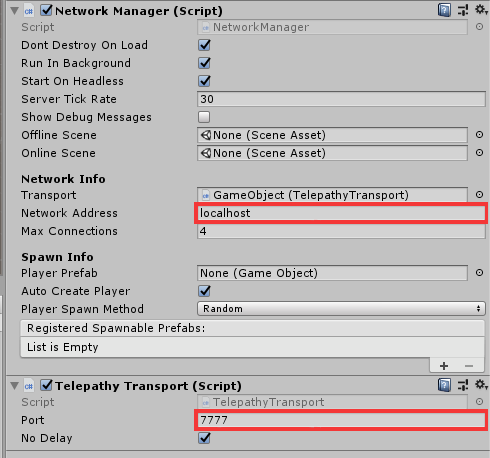 Network Manager (Script)
Script NetworkManager
Dont Destroy On Load
Run In Background
Start On Headless
Server Tick Rate 30
Show Debug Messages
Offline Scene None (Scene Asset)
Online Scene None (Scene Asset)
Network Info
Transport GameObject (TelepathyTransport)
Network Address localhost
Max Connections 4
Spawn Info
Player Prefab None (Game Object)
Auto Create Player
Player Spawn Method Random
Registered Spawnable Prefabs:
List is Empty
Telepathy Transport (Script)
Script TelepathyTransport
Port 7777
No Delay